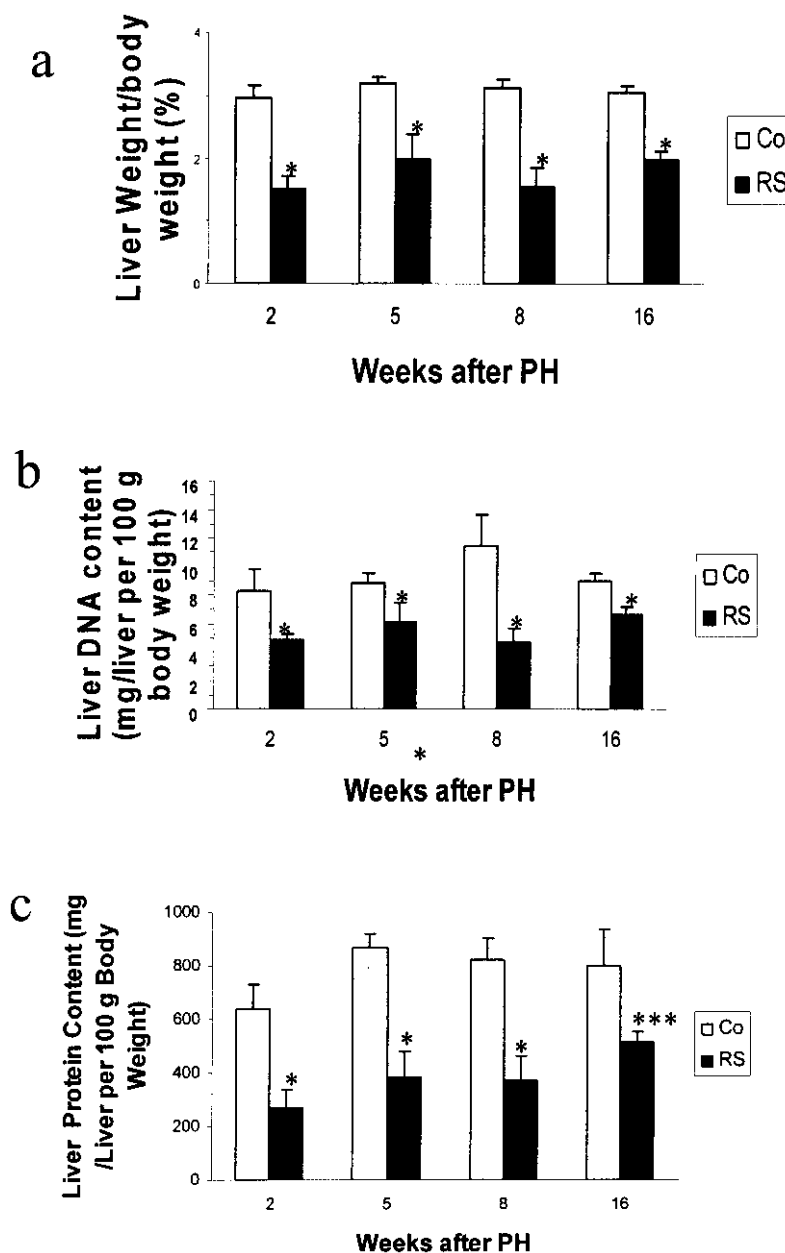 a
Liver Weight/body
weight (%)
4
2
0
*
*
*
*
Co
RS
2 5 8 16
Weeks after PH
b
Liver DNA content
(mg/liver per 100 g
body weight)
16
14
12
10
8
6
4
2
0
*
*
*
*
Co
RS
2 5 8 16
*
Weeks after PH
c
Liver Protein Content (mg
/Liver per 100 g Body
Weight)
1000
800
600
400
200
0
*
*
*
***
Co
RS
2 5 8 16
Weeks after PH